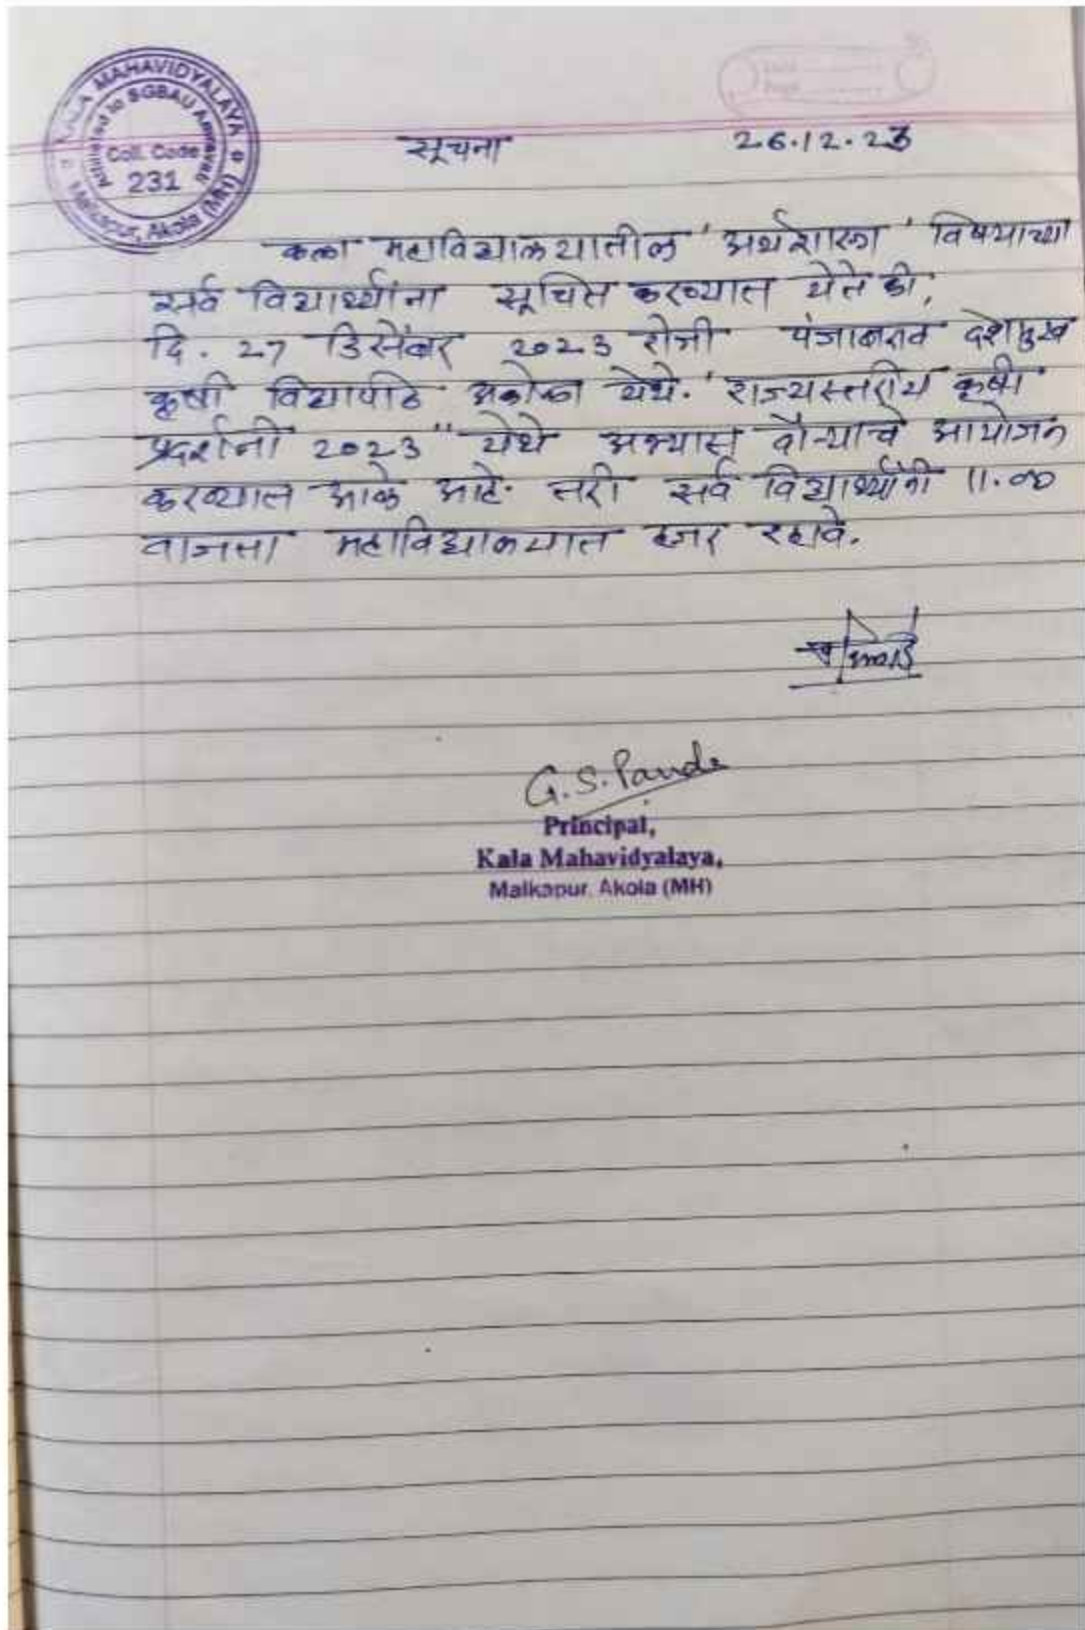 KALA MAHAVIDYALAYA
Affiliated to SGBAU Amravati
Coll. Code
231
Malkapur, Akola (MH)
सूचना 26.12.23
कला महाविद्यालयातील 'अर्थशास्त्र' विषयाच्या
सर्व विद्यार्थ्यांना सूचित करण्यात येते की,
दि. 27 डिसेंबर 2023 रोजी पंजाबराव देशमुख
कृषी विद्यापीठ अकोला येथे. "राज्यस्तरीय कृषी
प्रदर्शनी 2023" येथे अभ्यास दौऱ्याचे आयोजन
करण्यात आले आहे. तरी सर्व विद्यार्थ्यांनी 11.00
वाजता महाविद्यालयात हजर रहावे.
G.S. Pande
Principal,
Kala Mahavidyalaya,
Malkapur, Akola (MH)